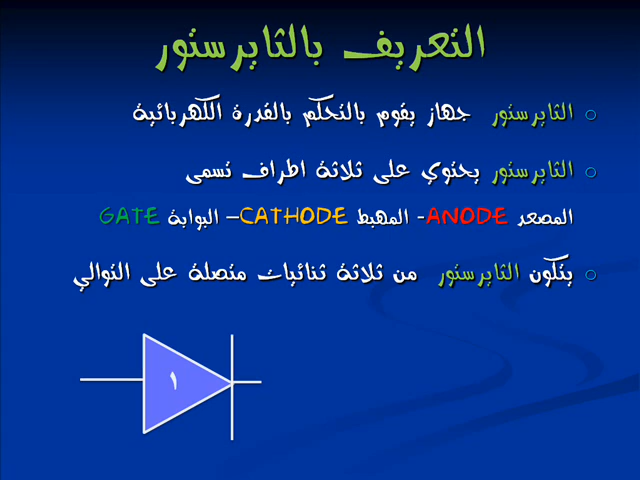 التعريف بالثايرستور
الثايرستور جهاز يقوم بالتحكم بالقدرة الكهربائية
الثايرستور يحتوي على ثلاثة اطراف تسمى
المصعد ANODE - المهبط CATHODE – البوابة GATE
يتكون الثايرستور من ثلاثة ثنائيات متصلة على التوالي
١